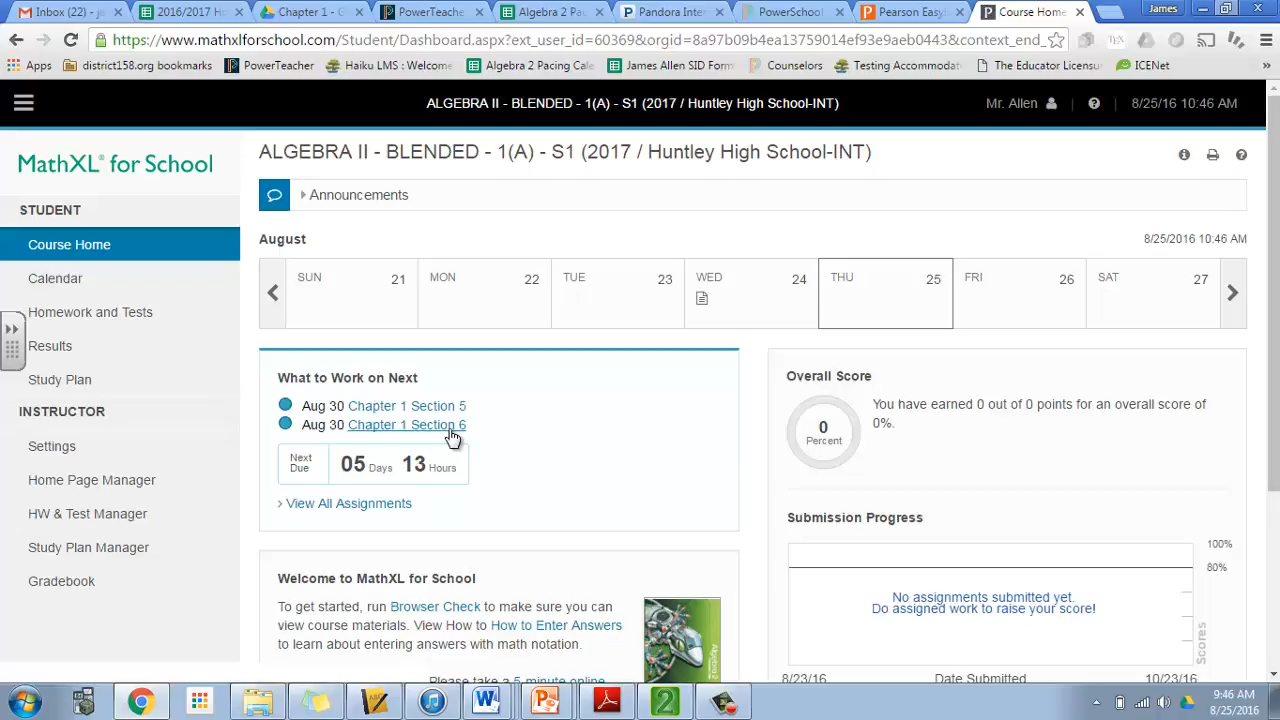 Inbox (22) - j
2016/2017 H
Chapter 1 - G
PowerTeache
Algebra 2 Pa
Pandora Inte
PowerSchool
Pearson Easy
Course Home
James
https://www.mathxlforschool.com/Student/Dashboard.aspx?ext_user_id=60369&orgid=8a97b09b4ea13759014ef93e9aeb0443&context_end_
Apps
district158.org bookmarks
PowerTeacher
Haiku LMS : Welcome
Algebra 2 Pacing Cale
James Allen SID Form
Counselors
Testing Accommodat
The Educator Licensu
ICENet
ALGEBRA II - BLENDED - 1(A) - S1 (2017 / Huntley High School-INT)
Mr. Allen
8/25/16 10:46 AM
MathXL® for School
STUDENT
Course Home
Calendar
Homework and Tests
Results
Study Plan
INSTRUCTOR
Settings
Home Page Manager
HW & Test Manager
Study Plan Manager
Gradebook
ALGEBRA II - BLENDED - 1(A) - S1 (2017 / Huntley High School-INT)
Announcements
August
8/25/2016 10:46 AM
SUN 21
MON 22
TUE 23
WED 24
THU 25
FRI 26
SAT 27
What to Work on Next
Aug 30 Chapter 1 Section 5
Aug 30 Chapter 1 Section 6
Next Due
05 Days 13 Hours
> View All Assignments
Overall Score
0
Percent
You have earned 0 out of 0 points for an overall score of
0%.
Submission Progress
100%
80%
No assignments submitted yet.
Do assigned work to raise your score!
Scores
8/23/16
Date Submitted
10/23/16
Welcome to MathXL for School
To get started, run Browser Check to make sure you can
view course materials. View How to How to Enter Answers
to learn about entering answers with math notation.
Please take a 5 minute online
Algebra 2
9:46 AM
8/25/2016